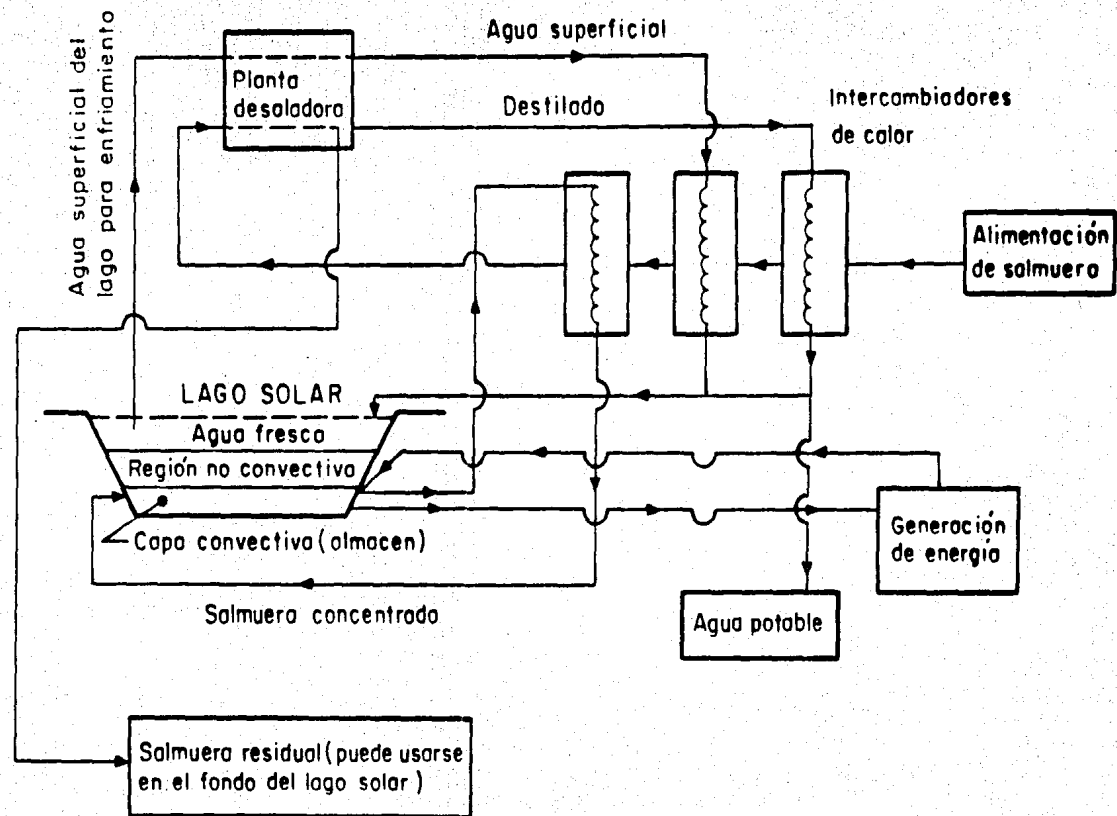 Agua superficial del
lago para enfriamiento
Agua superficial
Planta
desaladora
Destilado
Intercambiadores
de calor
Alimentación
de salmuera
LAGO SOLAR
Agua fresca
Región no convectiva
Capa convectiva (almacen)
Generación
de energía
Salmuera concentrada
Agua potable
Salmuera residual (puede usarse
en el fondo del lago solar)